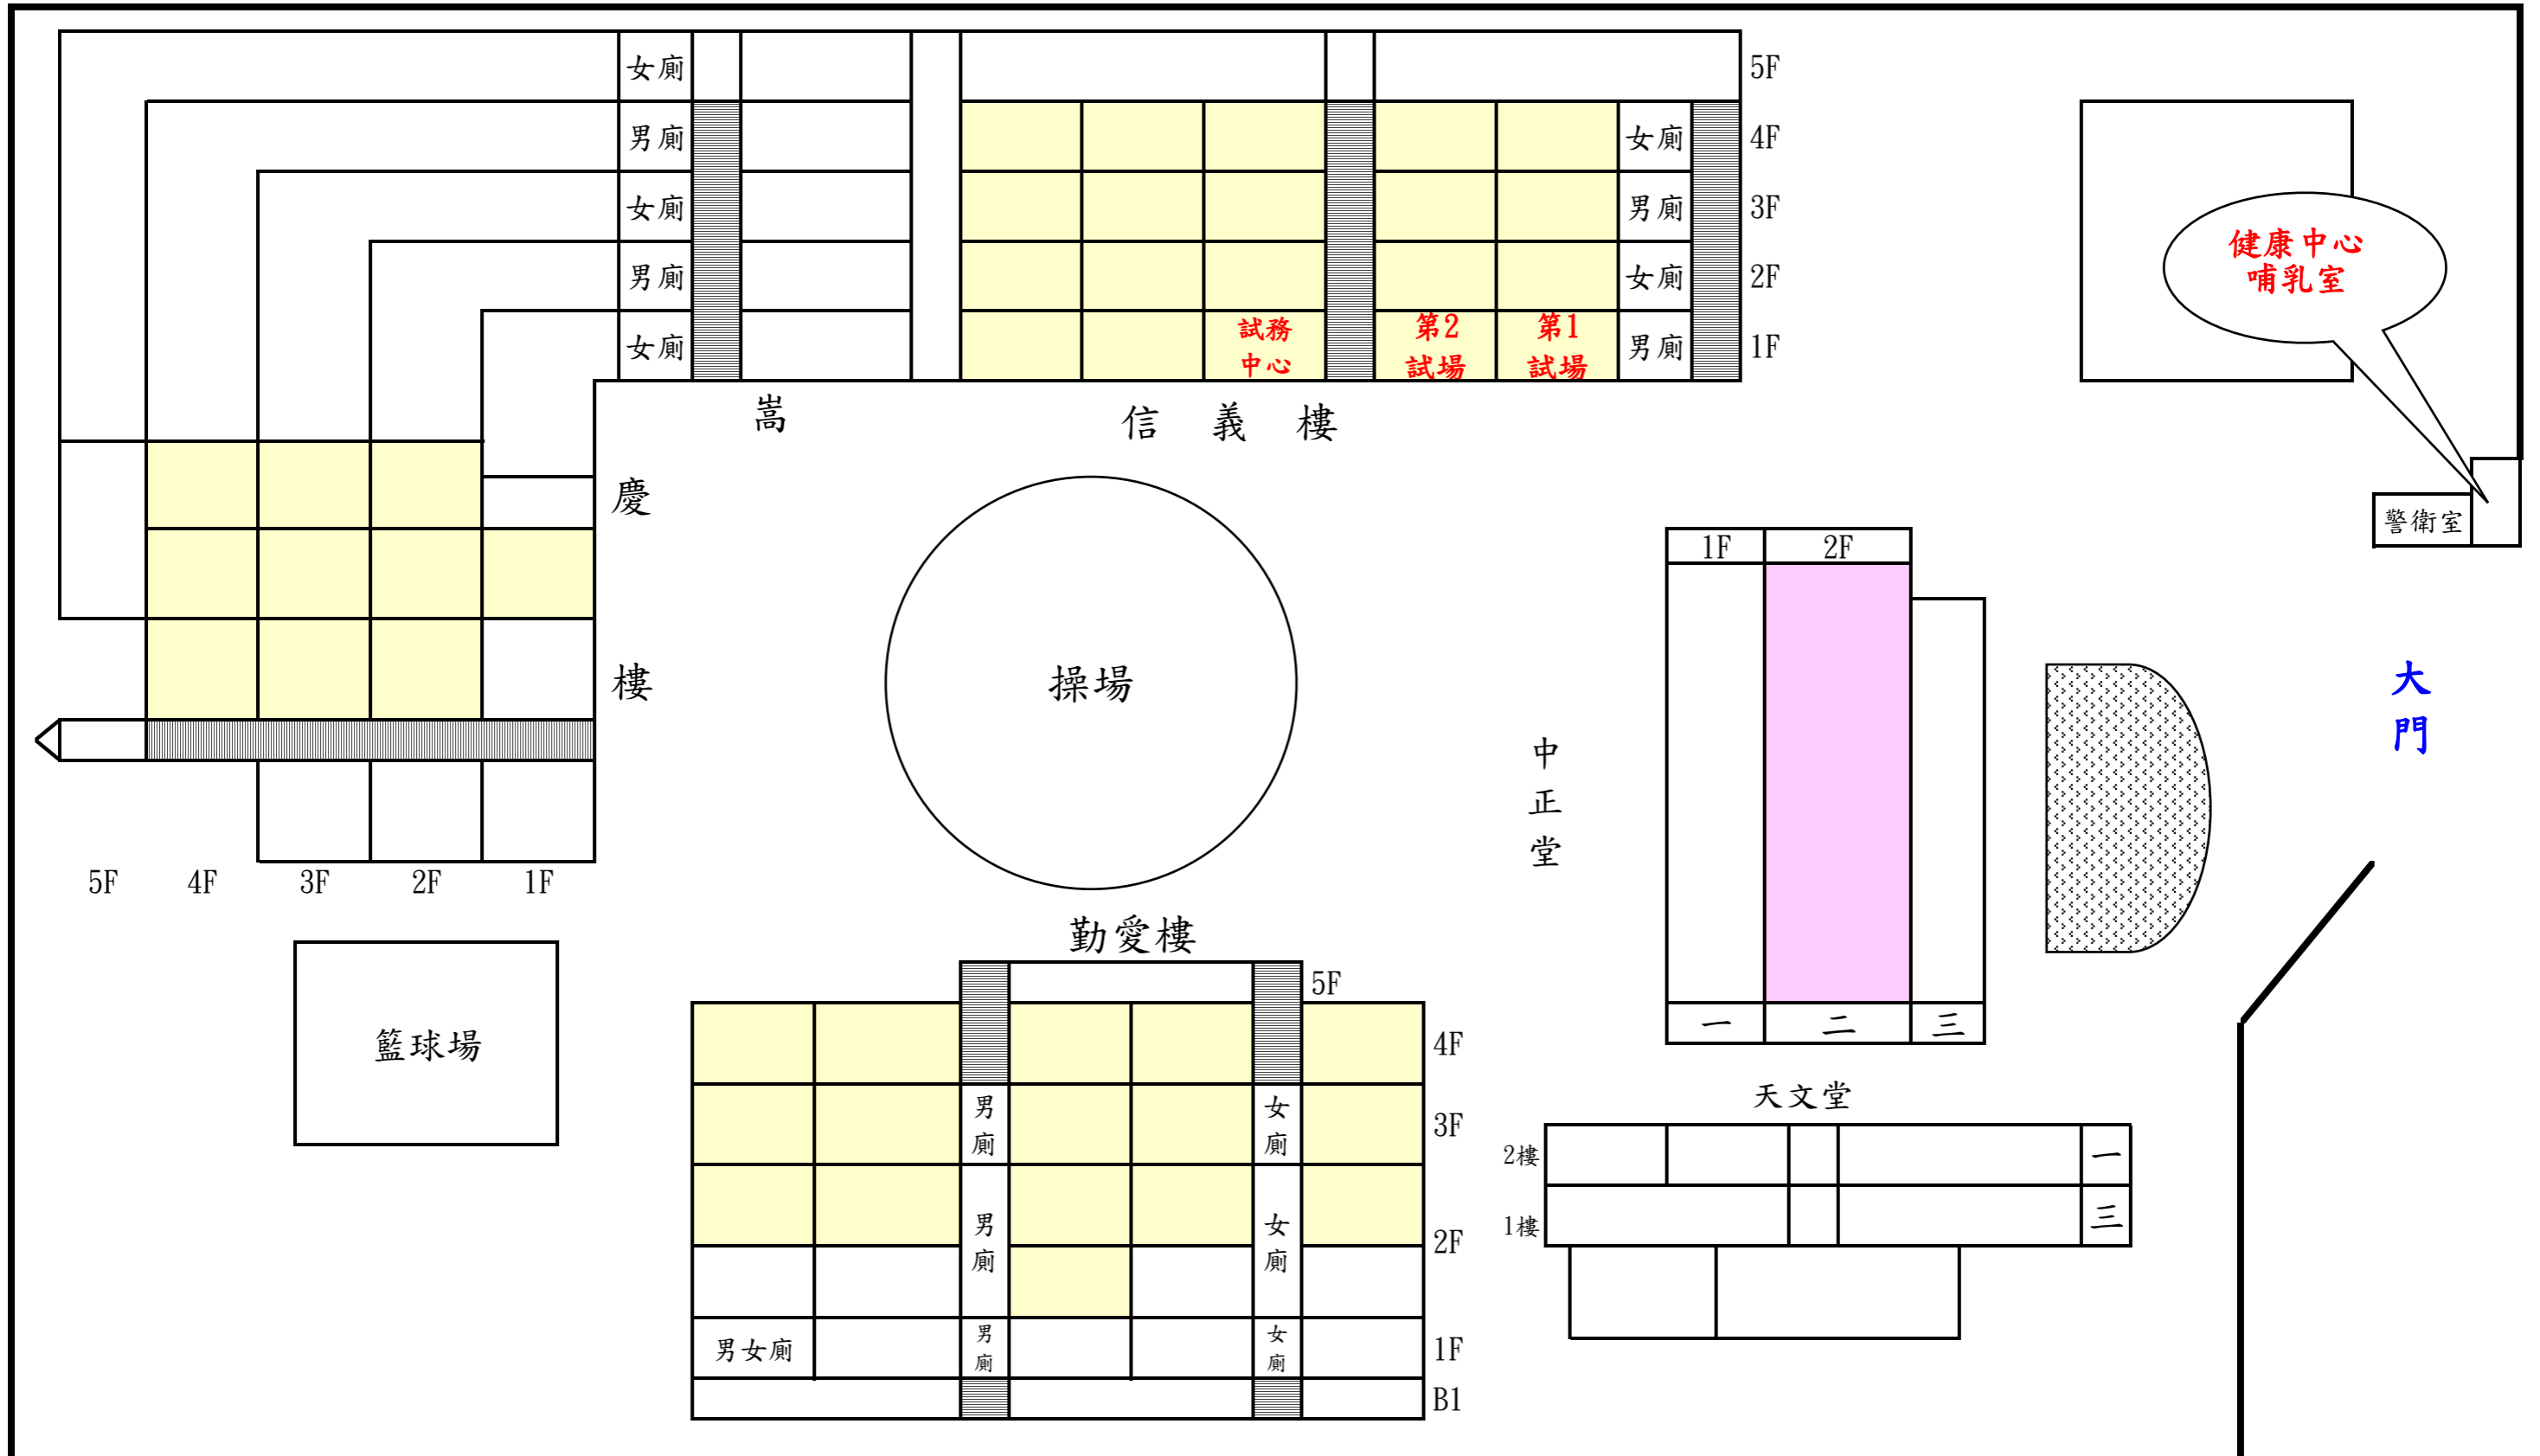 女廁
5F
男廁
女廁
4F
女廁
男廁
3F
男廁
女廁
2F
女廁
試務
中心
第2
試場
第1
試場
男廁
1F
健康中心
哺乳室
嵩
慶
樓
信 義 樓
警衛室
1F
2F
操場
大
門
中
正
堂
一
二
三
5F
4F
3F
2F
1F
籃球場
勤愛樓
5F
4F
男
廁
女
廁
3F
男
廁
女
廁
2F
男女廁
男
廁
女
廁
1F
B1
天文堂
2樓
一
1樓
三